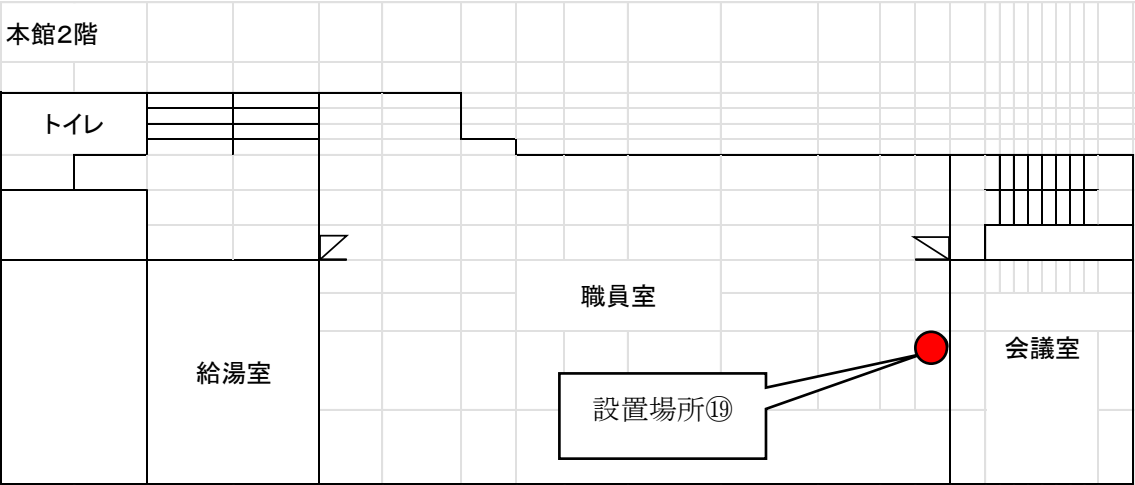 本館2階
トイレ
職員室
会議室
給湯室
設置場所⑲